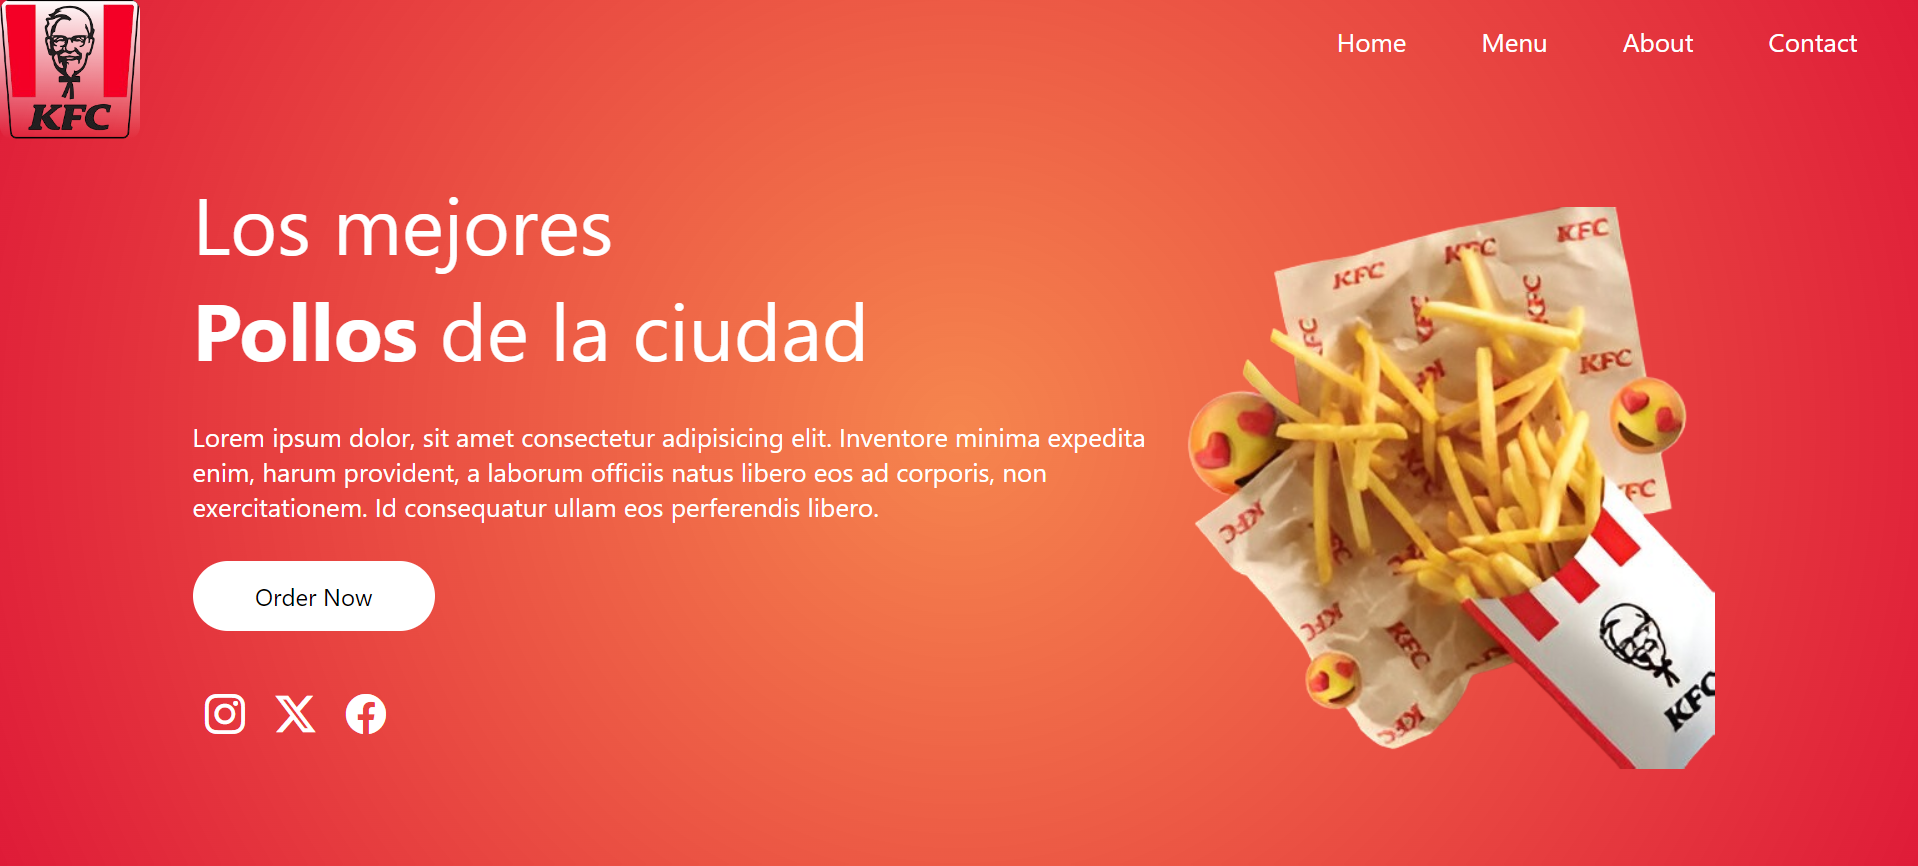 KFC
Home Menu About Contact
Los mejores
Pollos de la ciudad
Lorem ipsum dolor, sit amet consectetur adipisicing elit. Inventore minima expedita
enim, harum provident, a laborum officiis natus libero eos ad corporis, non
exercitationem. Id consequatur ullam eos perferendis libero.
Order Now
KFC
KFC
KFC
KFC
KFC
KFC
KFC
KFC
KFC
KFC
KFC
KFC